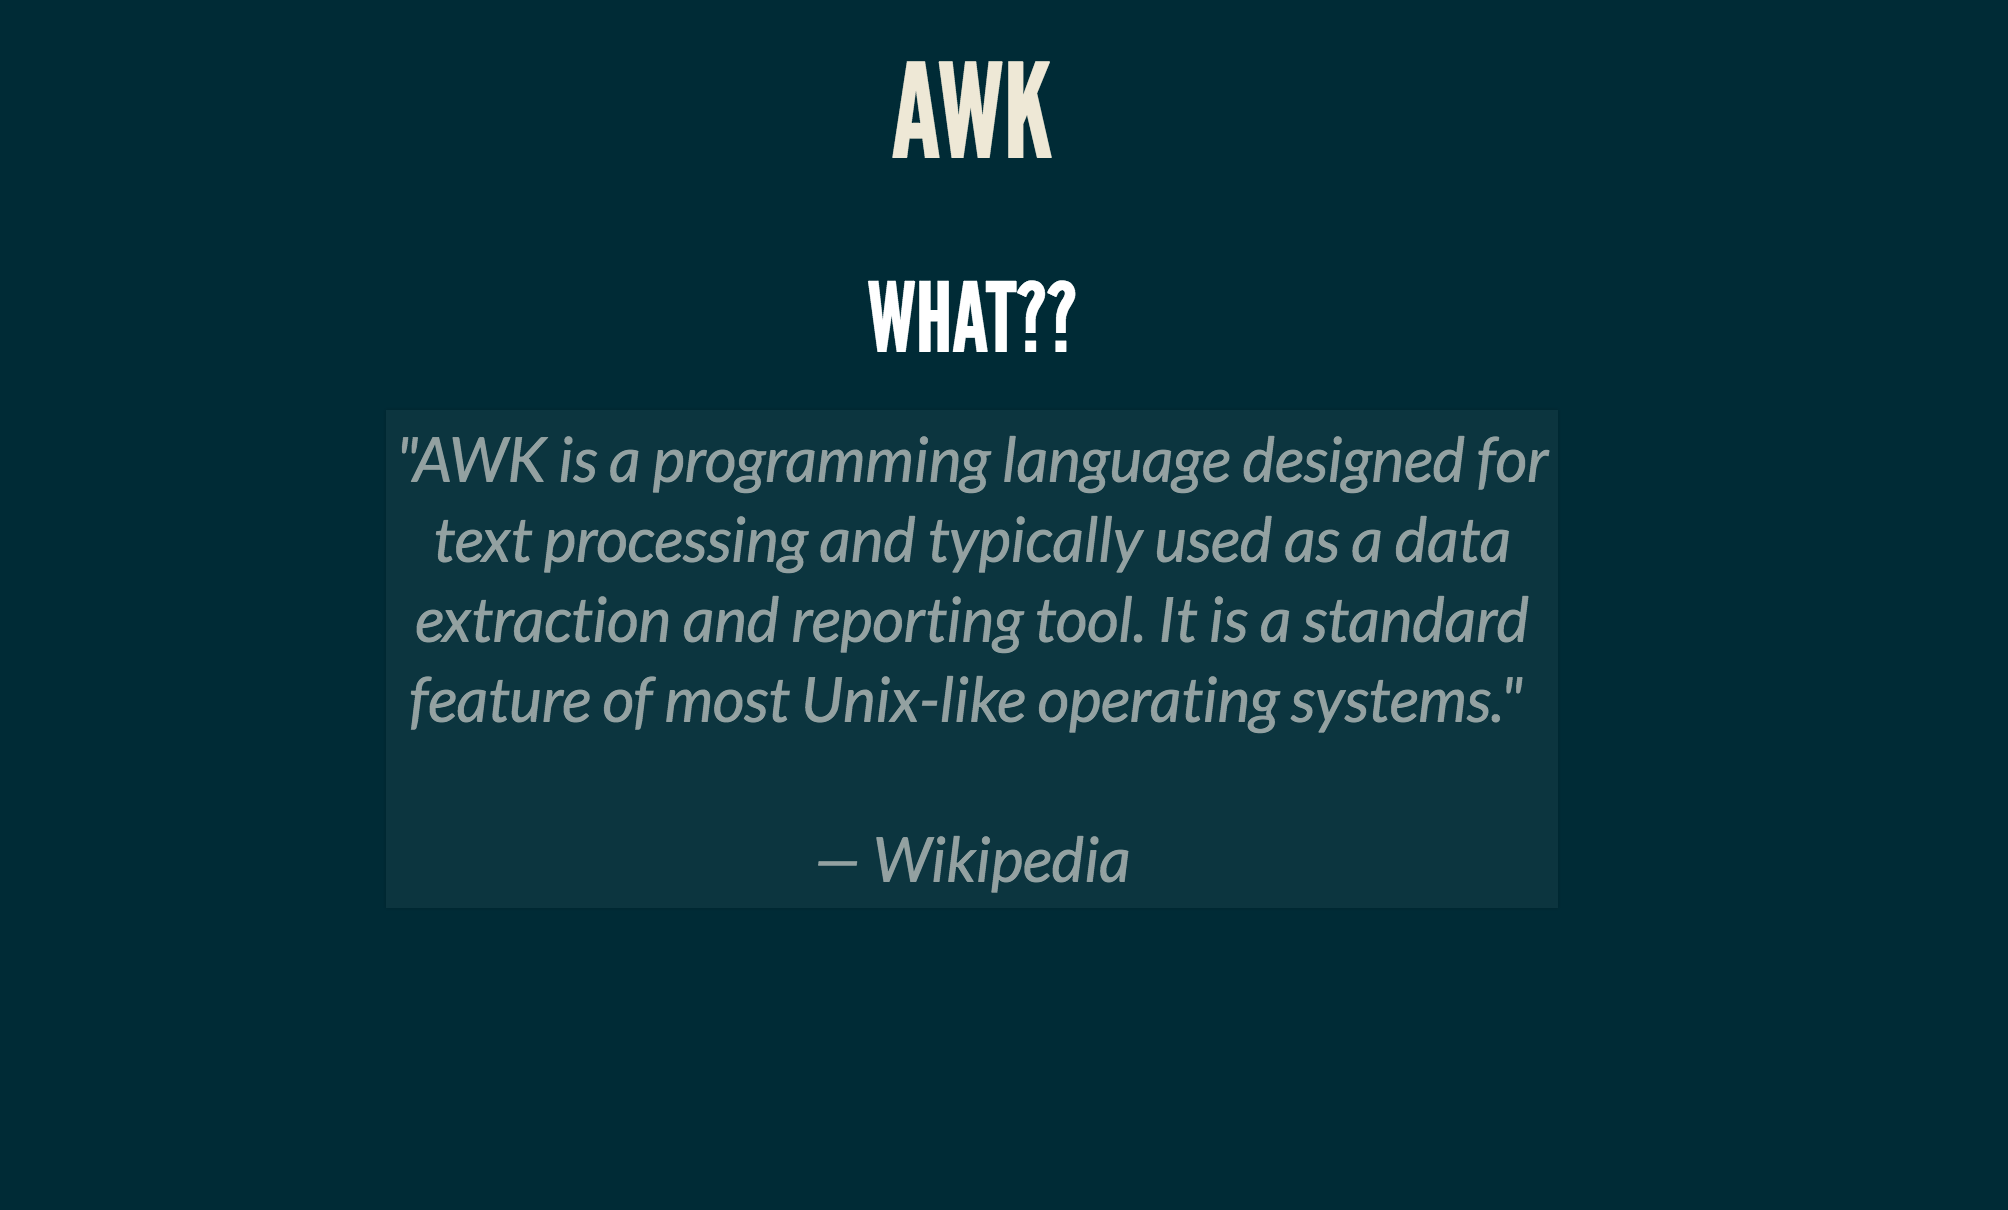 AWK
WHAT??
"AWK is a programming language designed for
text processing and typically used as a data
extraction and reporting tool. It is a standard
feature of most Unix-like operating systems."
— Wikipedia